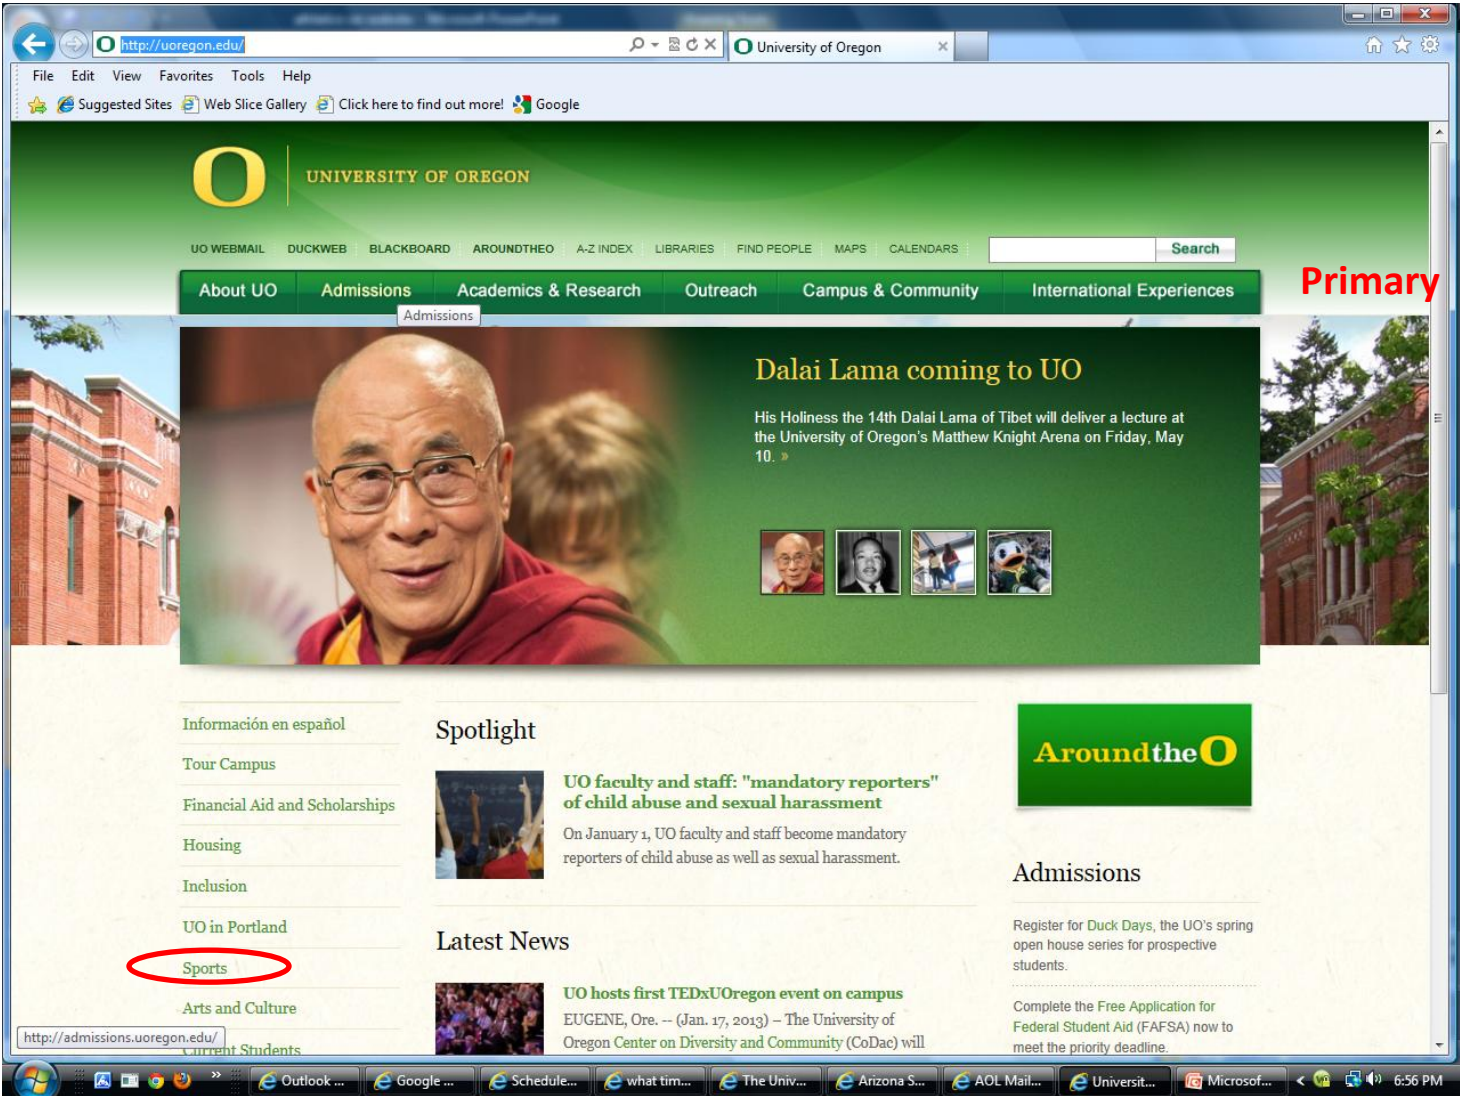 http://uoregon.edu/
University of Oregon
File Edit View Favorites Tools Help
Suggested Sites Web Slice Gallery Click here to find out more! Google
O UNIVERSITY OF OREGON
UO WEBMAIL DUCKWEB BLACKBOARD AROUNDTHEO A-Z INDEX LIBRARIES FIND PEOPLE MAPS CALENDARS Search
About UO Admissions Academics & Research Outreach Campus & Community International Experiences
Primary
Admissions
Dalai Lama coming to UO
His Holiness the 14th Dalai Lama of Tibet will deliver a lecture at
the University of Oregon's Matthew Knight Arena on Friday, May
10. »
Información en español
Tour Campus
Financial Aid and Scholarships
Housing
Inclusion
UO in Portland
Sports
Arts and Culture
Current Students
http://admissions.uoregon.edu/
Spotlight
UO faculty and staff: "mandatory reporters"
of child abuse and sexual harassment
On January 1, UO faculty and staff become mandatory
reporters of child abuse as well as sexual harassment.
Latest News
UO hosts first TEDxUOregon event on campus
EUGENE, Ore. -- (Jan. 17, 2013) – The University of
Oregon Center on Diversity and Community (CoDac) will
AroundtheO
Admissions
Register for Duck Days, the UO's spring
open house series for prospective
students.
Complete the Free Application for
Federal Student Aid (FAFSA) now to
meet the priority deadline.
Outlook ... Google ... Schedule... what tim... The Univ... Arizona S... AOL Mail... Universit... Microsof... 6:56 PM